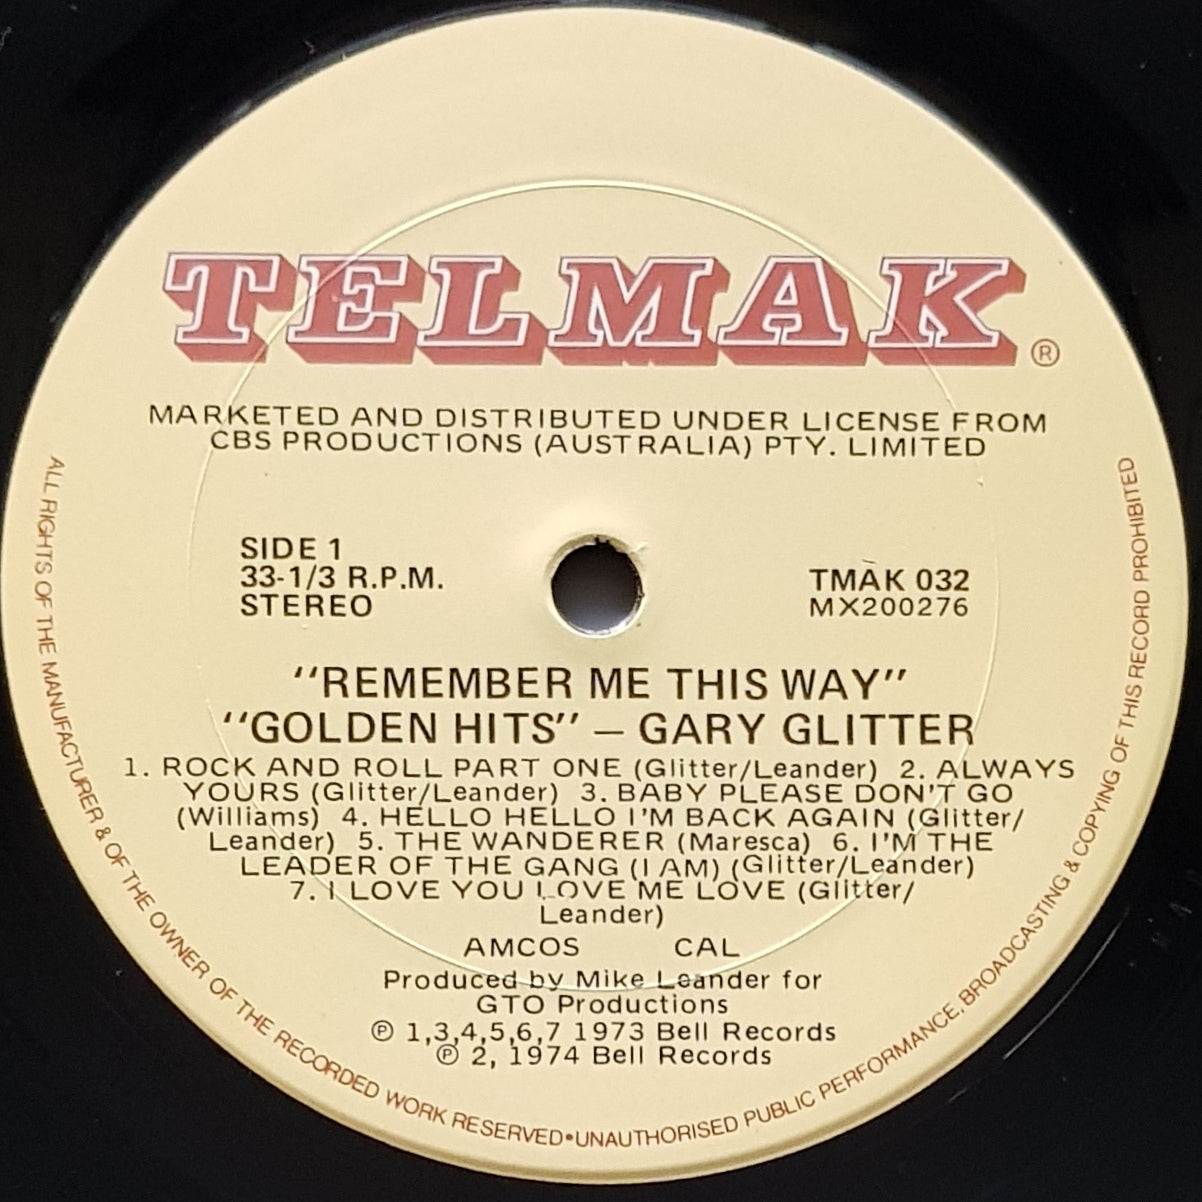 TELMAK ®
MARKETED AND DISTRIBUTED UNDER LICENSE FROM
CBS PRODUCTIONS (AUSTRALIA) PTY. LIMITED
SIDE 1
33-1/3 R.P.M.
STEREO
TMAK 032
MX200276
"REMEMBER ME THIS WAY"
"GOLDEN HITS" – GARY GLITTER
1. ROCK AND ROLL PART ONE (Glitter/Leander) 2. ALWAYS
YOURS (Glitter/Leander) 3. BABY PLEASE DON'T GO
(Williams) 4. HELLO HELLO I'M BACK AGAIN (Glitter/
Leander) 5. THE WANDERER (Maresca) 6. I'M THE
LEADER OF THE GANG (I AM) (Glitter/Leander)
7. I LOVE YOU LOVE ME LOVE (Glitter/
Leander)
AMCOS CAL
Produced by Mike Leander for
GTO Productions
℗ 1,3,4,5,6,7 1973 Bell Records
℗ 2, 1974 Bell Records
ALL RIGHTS OF THE MANUFACTURER & OF THE OWNER OF THE RECORDED WORK RESERVED•UNAUTHORISED PUBLIC PERFORMANCE, BROADCASTING & COPYING OF THIS RECORD PROHIBITED